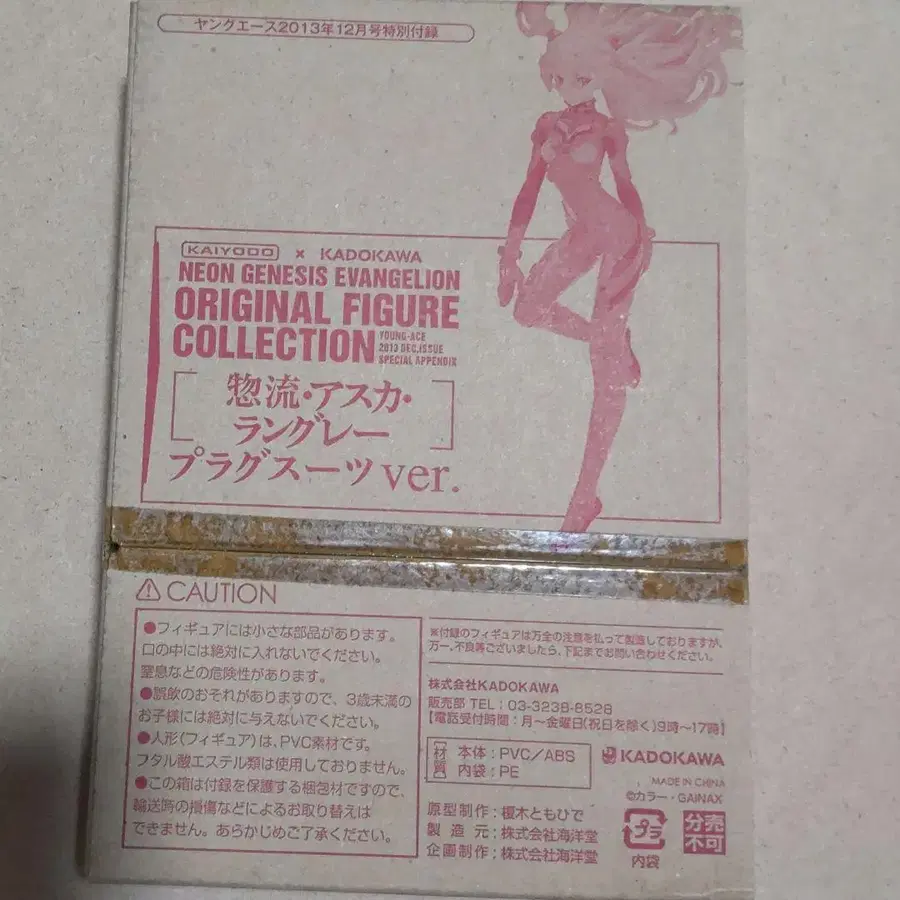 ヤングエース2013年12月号特別付録
KAIYODO × KADOKAWA
NEON GENESIS EVANGELION
ORIGINAL FIGURE
COLLECTION
YOUNG-ACE
2013 DEC.ISSUE
SPECIAL APPENDIX
惣流・アスカ・
ラングレー
プラグスーツver.
CAUTION
●フィギュアには小さな部品があります。
口の中には絶対に入れないでください。
窒息などの危険性があります。
●誤飲のおそれがありますので、3歳未満の
お子様には絶対に与えないでください。
●人形(フィギュア)は、PVC素材です。
フタル酸エステル類は使用しておりません。
●この箱は付録を保護する梱包材ですので、
輸送時の損傷などによるお取り替えは
できません。あらかじめご了承ください。
※付録のフィギュアは万全の注意を払って製造しておりますが、
万一、不良等ございましたら、下記までお問い合わせください。
株式会社KADOKAWA
販売部 TEL:03-3238-8528
【電話受付時間:月〜金曜日(祝日を除く)9時〜17時】
材質
本体:PVC/ABS
内袋:PE
KADOKAWA
MADE IN CHINA
©カラー・GAINAX
原型制作:榎木ともひで
製造元:株式会社海洋堂
企画制作:株式会社海洋堂
プラ
内袋
分売
不可